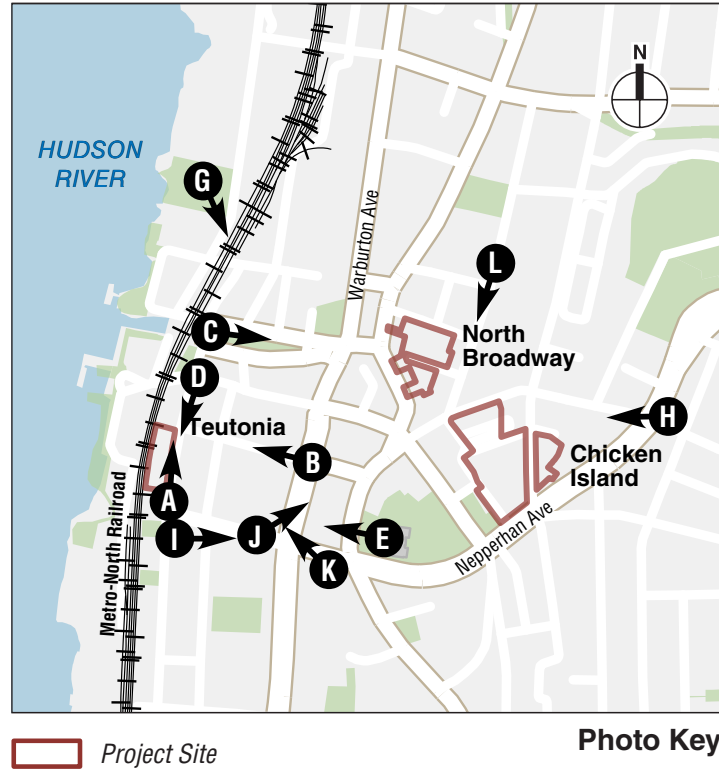 N
HUDSON
RIVER
G
Warburton Ave
L
C
North
Broadway
D
Teutonia
H
B
Chicken
Island
A
Metro-North Railroad
I
J
E
K
Nepperhan Ave
Project Site
Photo Key